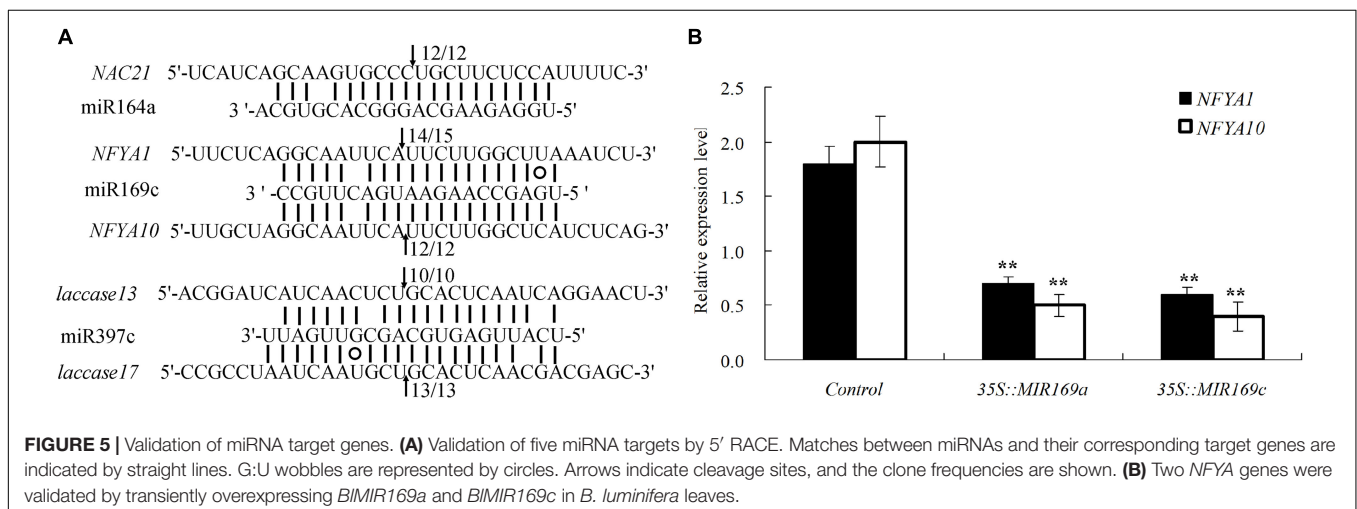 A
12/12
NAC21 5'-UCAUCAGCAAGUGCCCUGCUUCUCCAUUUUC-3'
miR164a 3 '-ACGUGCACGGGACGAAGAGGU-5'
14/15
NFYA1 5'-UUCUCAGGCAAUUCAUUCUUGGCUUAAAUCU-3'
miR169c 3 ' -CCGUUCAGUAAGAACCGAGU-5 '
NFYA10 5'-UUGCUAGGCAAUUCAUUCUUGGCUCAUCUCAG-3'
12/12
10/10
laccase13 5'-ACGGAUCAUCAACUCUGCACUCAAUCAGGAACU-3'
miR397c 3'-UUAGUUGCGACGUGAGUUACU-5'
laccase17 5'-CCGCCUAAUCAAUGCUGCACUCAACGACGAGC-3'
13/13
B
Relative expression level
2.5
2.0
1.5
1.0
0.5
0.0
NFYA1
NFYA10
** ** ** **
Control 35S::MIR169a 35S::MIR169c
FIGURE 5 | Validation of miRNA target genes. (A) Validation of five miRNA targets by 5′ RACE. Matches between miRNAs and their corresponding target genes are
indicated by straight lines. G:U wobbles are represented by circles. Arrows indicate cleavage sites, and the clone frequencies are shown. (B) Two NFYA genes were
validated by transiently overexpressing BlMIR169a and BlMIR169c in B. luminifera leaves.